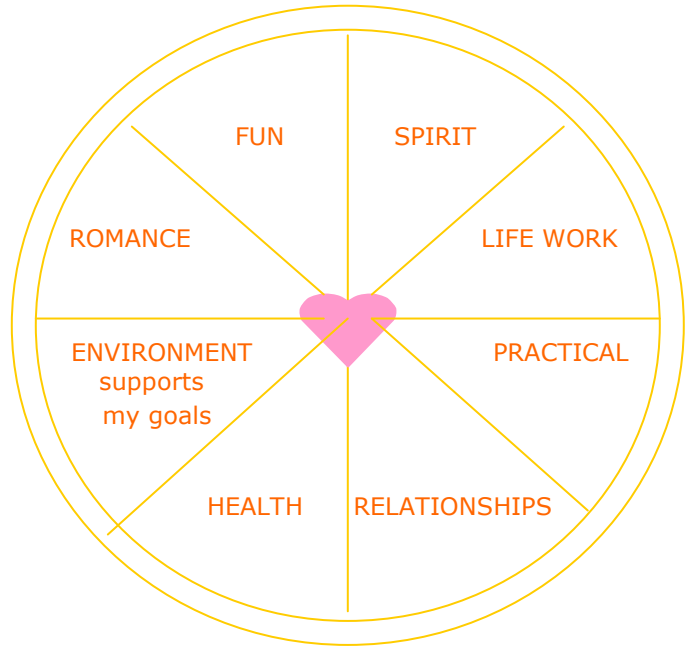 FUN
SPIRIT
ROMANCE
LIFE WORK
ENVIRONMENT
supports
my goals
PRACTICAL
HEALTH
RELATIONSHIPS